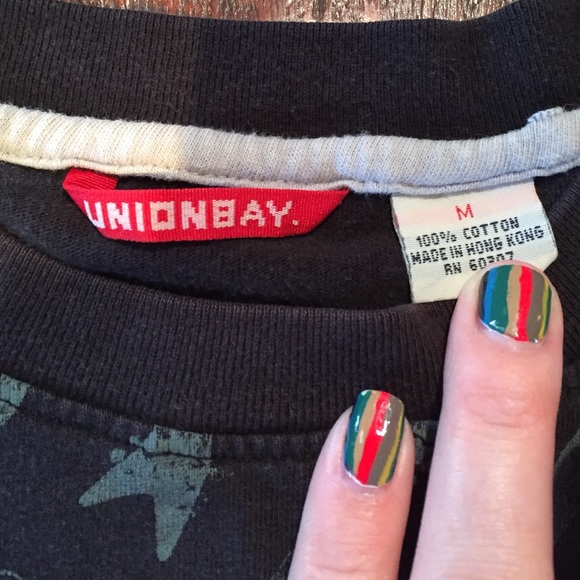 UNIONBAY.
M
100% COTTON
MADE IN HONG KONG
RN 60307